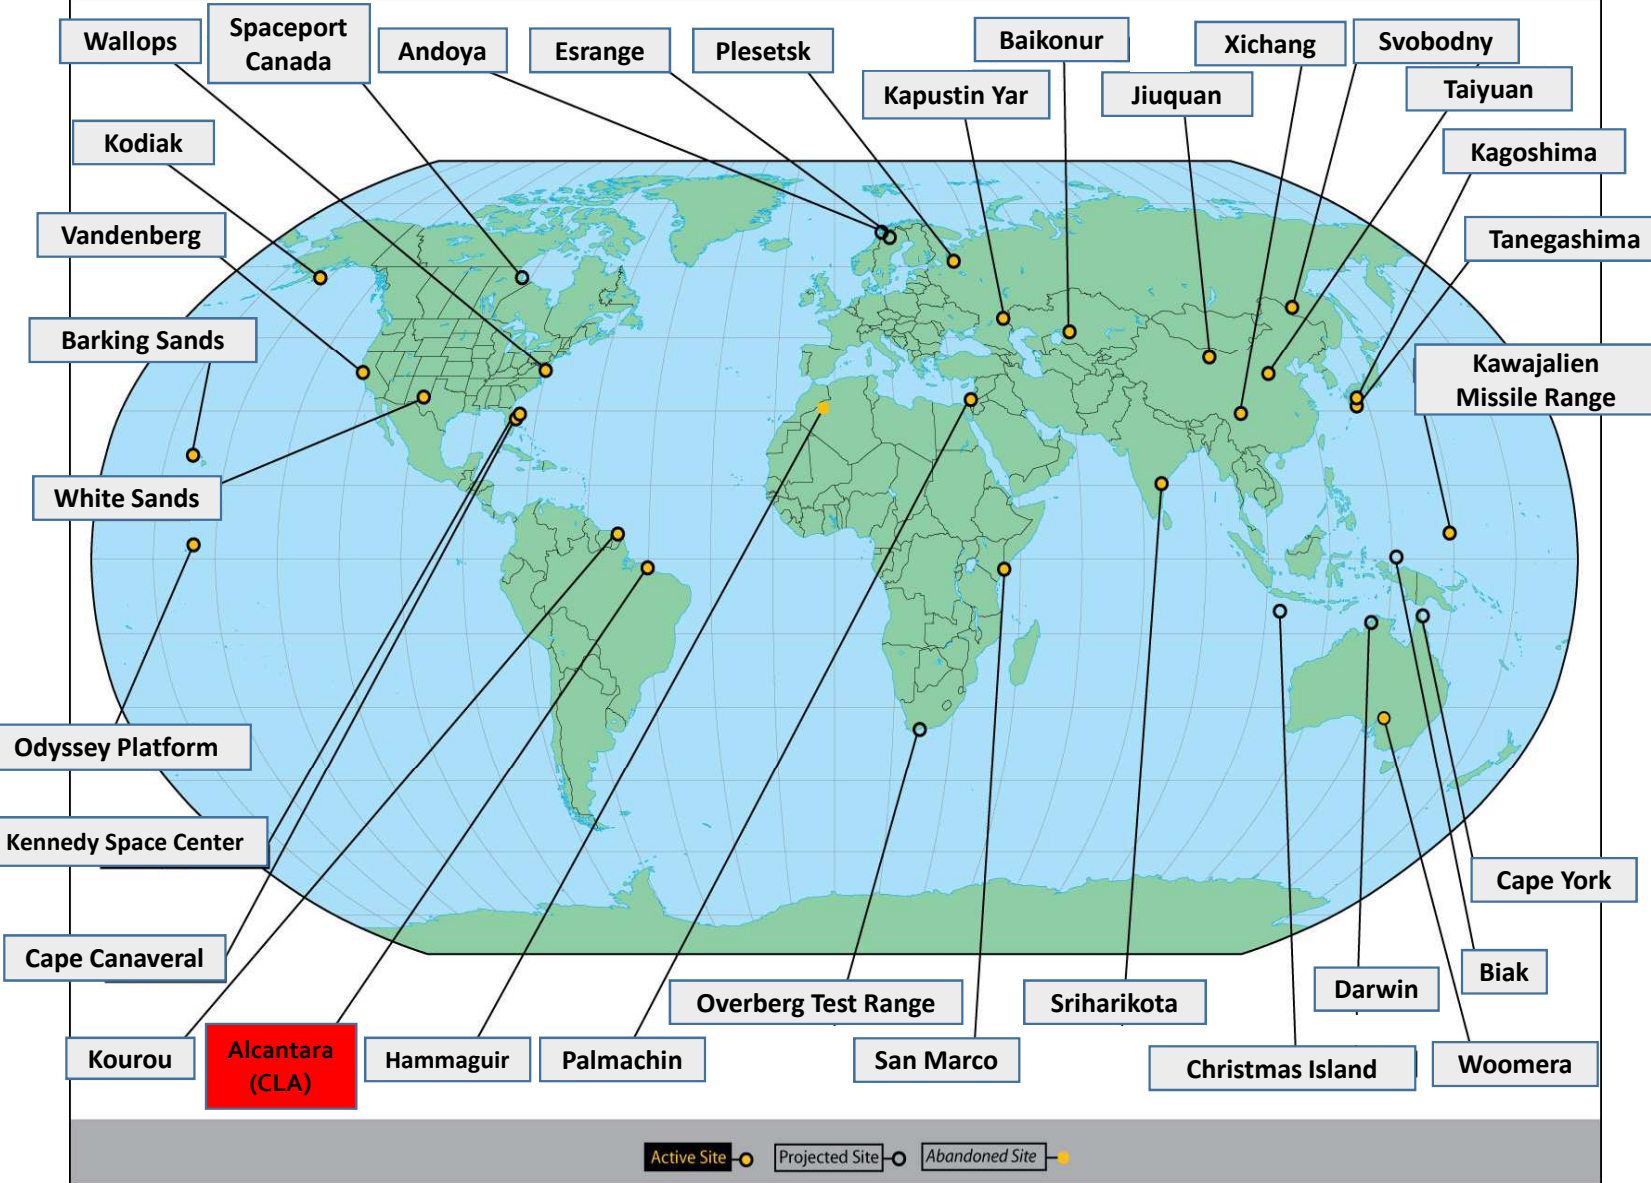 Wallops
Spaceport
Canada
Andoya
Esrange
Plesetsk
Baikonur
Xichang
Svobodny
Kapustin Yar
Jiuquan
Taiyuan
Kodiak
Kagoshima
Vandenberg
Tanegashima
Barking Sands
Kawajalien
Missile Range
White Sands
Odyssey Platform
Kennedy Space Center
Cape York
Cape Canaveral
Biak
Darwin
Overberg Test Range
Sriharikota
Kourou
Alcantara
(CLA)
Hammaguir
Palmachin
San Marco
Christmas Island
Woomera
Active Site
Projected Site
Abandoned Site